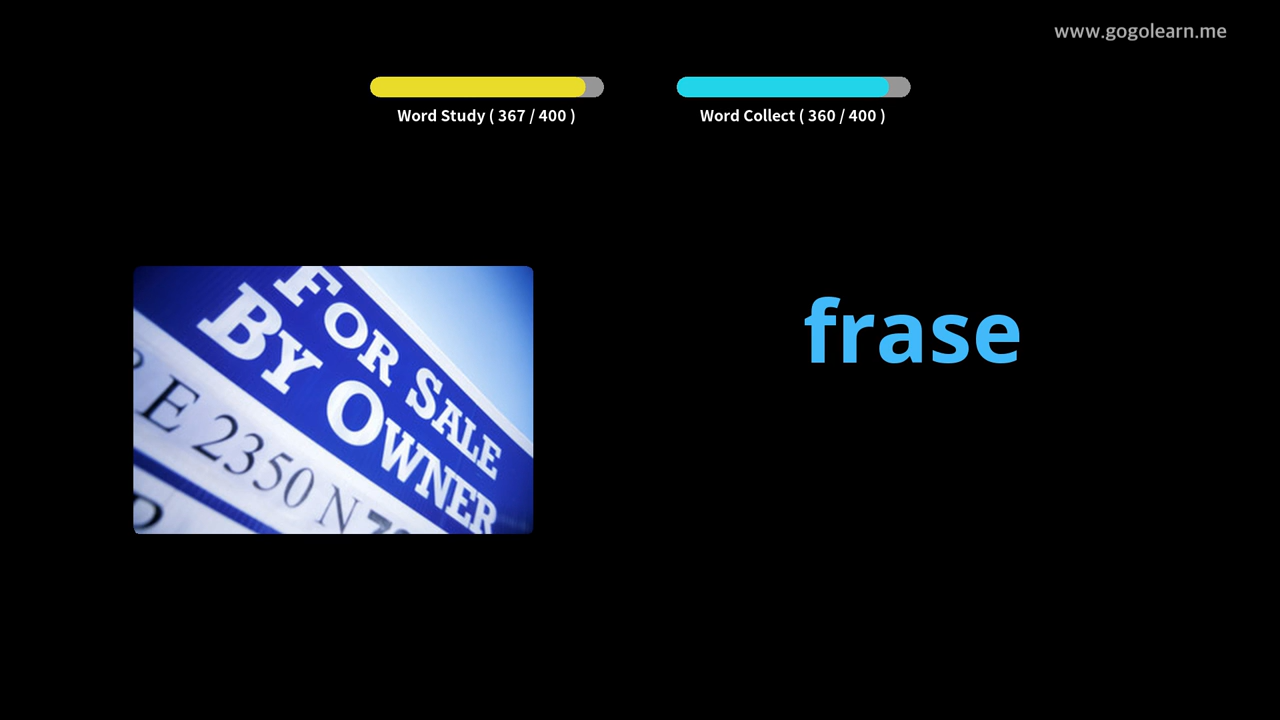 www.gogolearn.me
Word Study ( 367 / 400 )
Word Collect ( 360 / 400 )
FOR SALE
BY OWNER
E 2350 N
frase